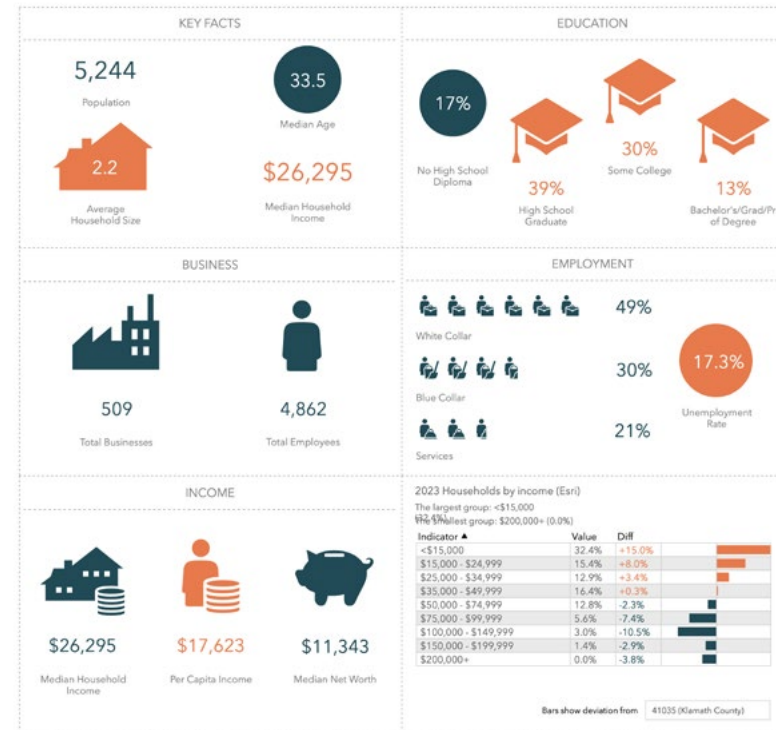 KEY FACTS
5,244
Population
33.5
Median Age
2.2
Average
Household Size
$26,295
Median Household
Income
EDUCATION
17%
No High School
Diploma
39%
High School
Graduate
30%
Some College
13%
Bachelor's/Grad/Pr
of Degree
BUSINESS
509
Total Businesses
4,862
Total Employees
EMPLOYMENT
White Collar
49%
Blue Collar
30%
Services
21%
17.3%
Unemployment
Rate
INCOME
$26,295
Median Household
Income
$17,623
Per Capita Income
$11,343
Median Net Worth
2023 Households by income (Esri)
The largest group: <$15,000
(32.4%)
The smallest group: $200,000+ (0.0%)
Indicator ▲ Value Diff
<$15,000 32.4% +15.0%
$15,000 - $24,999 15.4% +8.0%
$25,000 - $34,999 12.9% +3.4%
$35,000 - $49,999 16.4% +0.3%
$50,000 - $74,999 12.8% -2.3%
$75,000 - $99,999 5.6% -7.4%
$100,000 - $149,999 3.0% -10.5%
$150,000 - $199,999 1.4% -2.9%
$200,000+ 0.0% -3.8%
Bars show deviation from 41035 (Klamath County)